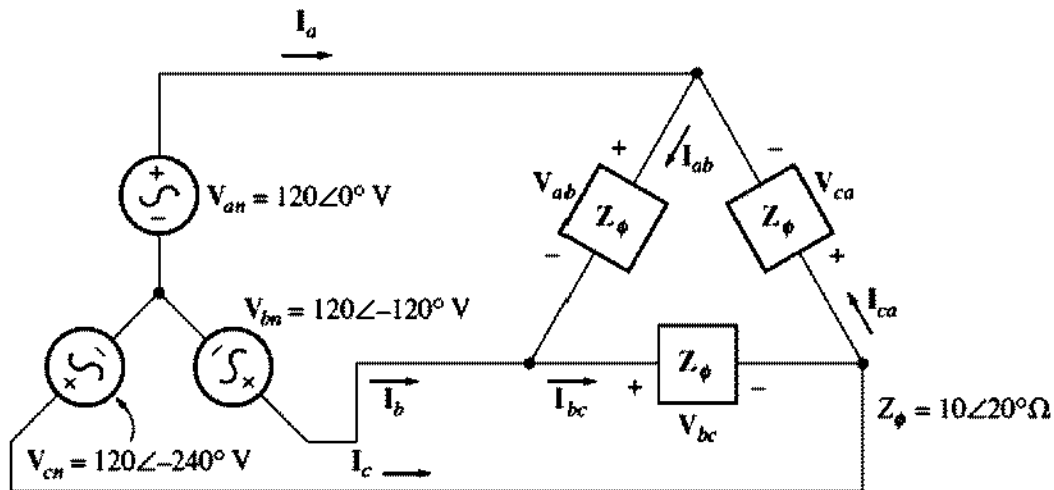 I_a
+
V_an = 120∠0° V
−
+
I_ab
V_ab
Z_ϕ
−
−
V_ca
Z_ϕ
+
I_ca
V_bn = 120∠–120° V
I_b
I_bc
+
Z_ϕ
−
V_bc
Z_ϕ = 10∠20°Ω
V_cn = 120∠–240° V
I_c